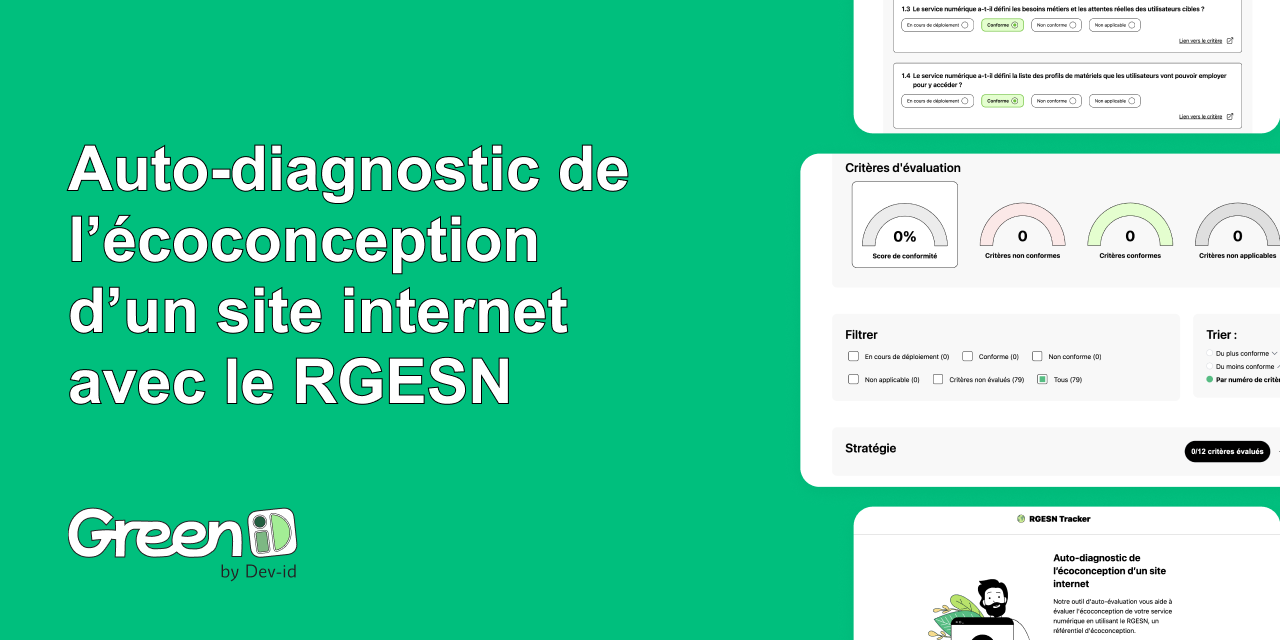 Auto-diagnostic de
l’écoconception
d’un site internet
avec le RGESN
Green iD
by Dev-id
1.3 Le service numérique a-t-il défini les besoins métiers et les attentes réelles des utilisateurs cibles ?
En cours de déploiement Conforme Non conforme Non applicable
Lien vers le critère
1.4 Le service numérique a-t-il défini la liste des profils de matériels que les utilisateurs vont pouvoir employer
pour y accéder ?
En cours de déploiement Conforme Non conforme Non applicable
Lien vers le critère
Critères d'évaluation
0% 0 0 0
Score de conformité Critères non conformes Critères conformes Critères non applicables
Filtrer
En cours de déploiement (0) Conforme (0) Non conforme (0)
Non applicable (0) Critères non évalués (79) Tous (79)
Trier :
Du plus conforme
Du moins conforme
Par numéro de critè
Stratégie
0/12 critères évalués
RGESN Tracker
Auto-diagnostic de
l’écoconception d’un site
internet
Notre outil d’auto-évaluation vous aide à
évaluer l’écoconception de votre service
numérique en utilisant le RGESN, un
référentiel d’écoconception.